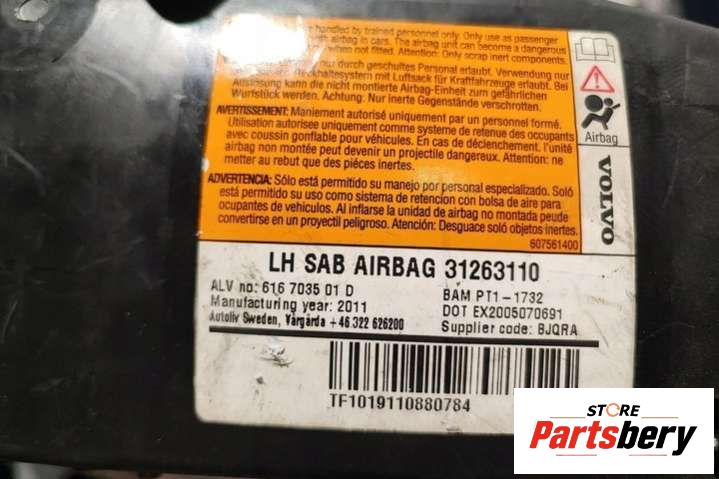 handled by trained personnel only. Only use as passenger
airbag in cars. The airbag unit can become a dangerous
when not fitted. Attention: Only scrap inert components.
nur durch geschultes Personal erlaubt. Verwendung nur
Rückhaltesystem mit Luftsack für Kraftfahrzeuge erlaubt. Bei
Auslösung kann die nicht montierte Airbag-Einheit zum gefährlichen
Wurfstück werden. Achtung: Nur inerte Gegenstände verschrotten.
AVERTISSEMENT: Maniement autorisé uniquement par un personnel formé.
Utilisation autorisée uniquement comme système de retenue des occupants
avec coussin gonflable pour véhicules. En cas de déclenchement. l'unité
airbag non montée peut devenir un projectile dangereux. Attention: ne
metter au rebut que des piéces inertes.
ADVERTENCIA: Sólo está permitido su manejo por personal especializado. Soló
está permitido su uso como sistema de retencion con bolsa de aire para
ocupantes de vehículos. Al inflarse la unidad de airbag no montada peude
convertirse en un proyectil peligroso. Atención: Desguace soló objetos inertes.
607561400
Airbag
VOLVO
LH SAB AIRBAG 31263110
ALV no: 616 7035 01 D
BAM PT1-1732
Manufacturing year: 2011
DOT EX2005070691
Autoliv Sweden, Vårgårda +46 322 626200
Supplier code: BJQRA
TF1019110880784
STORE
Partsbery